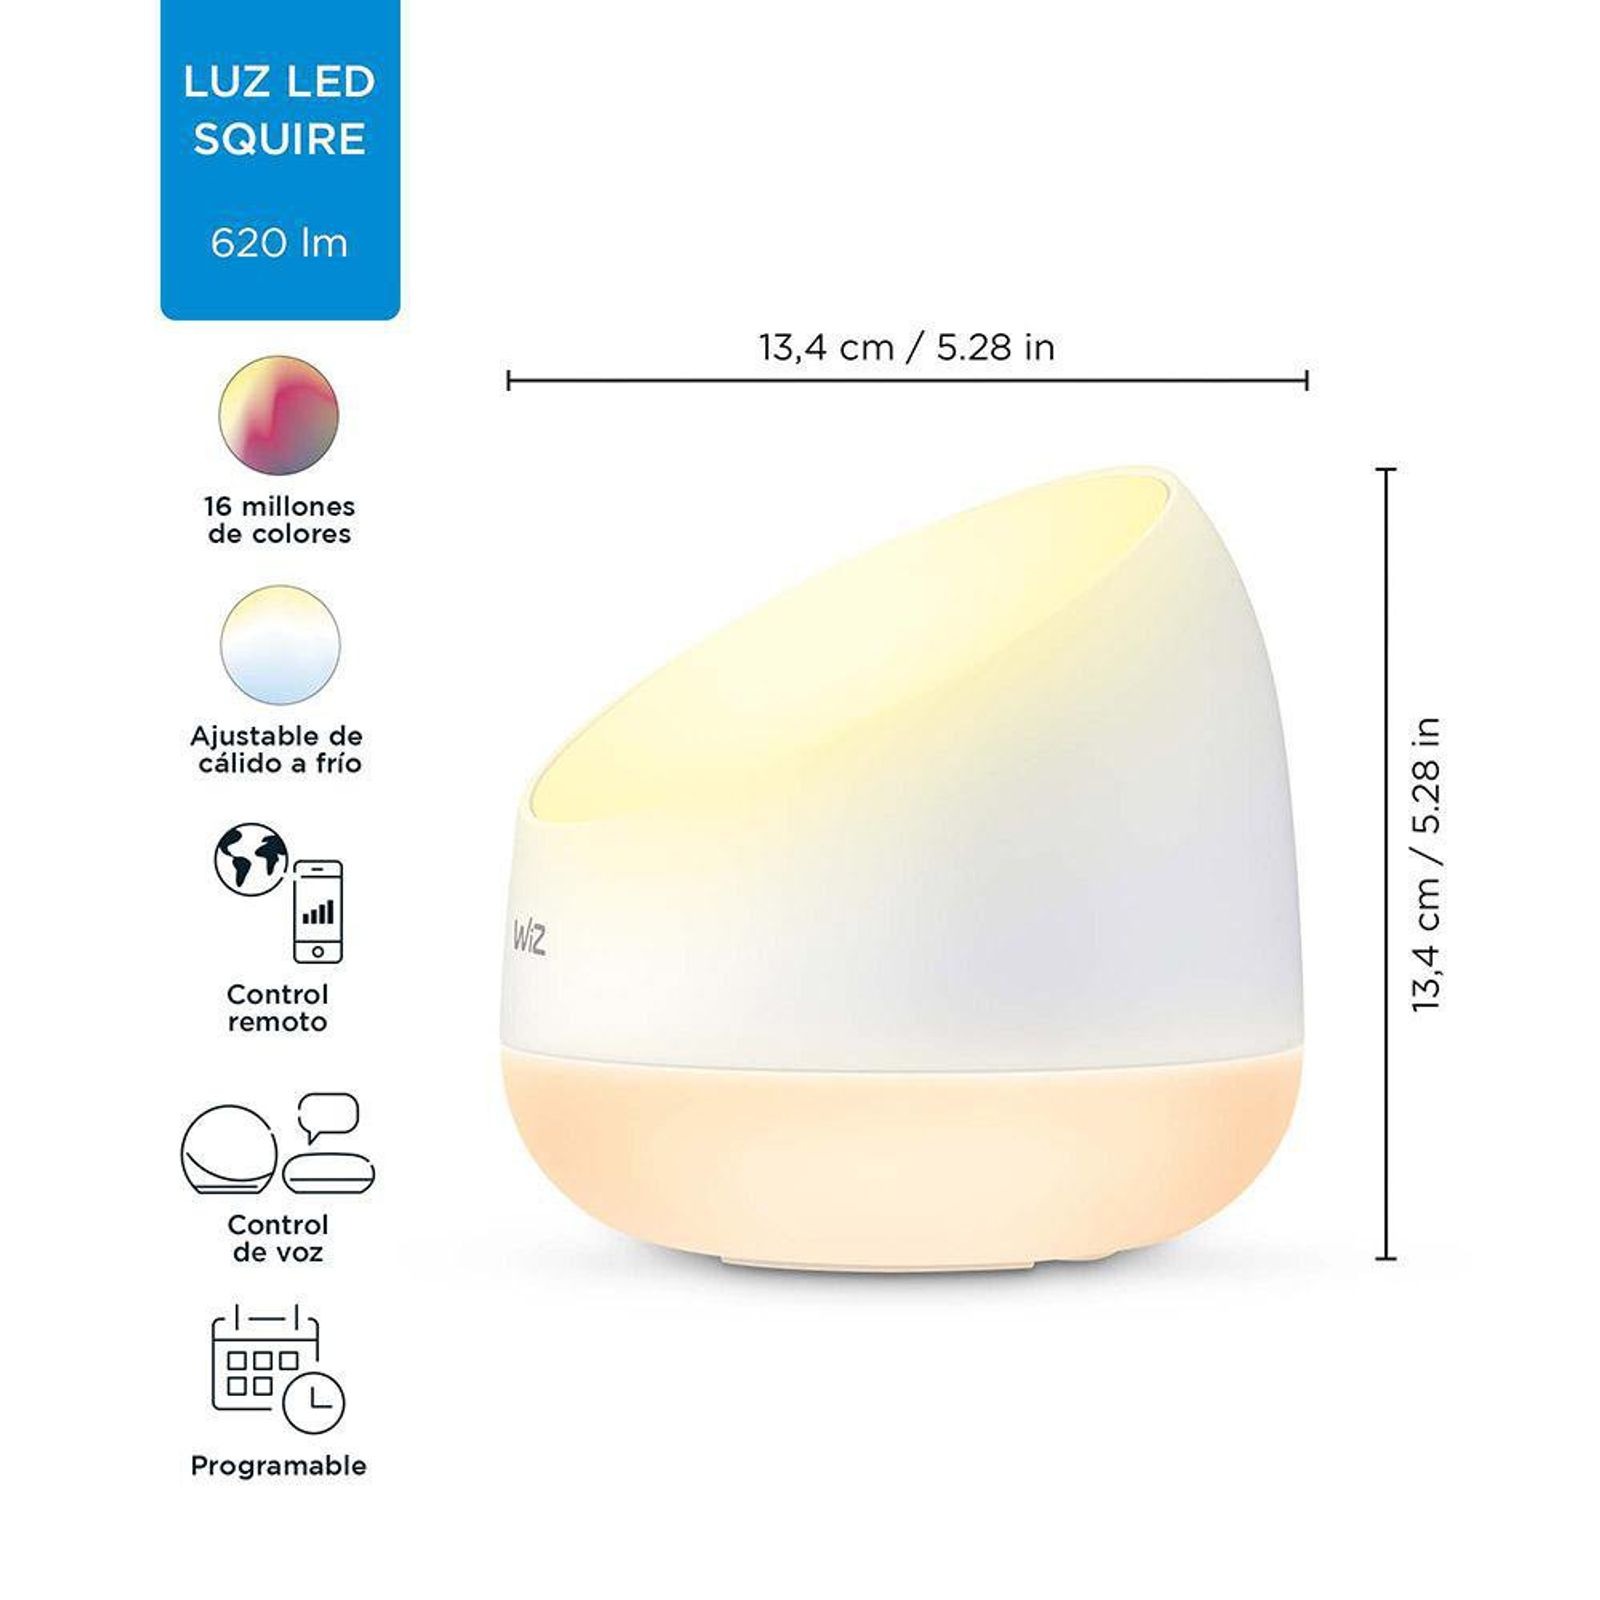 LUZ LED
SQUIRE
620 lm
13,4 cm / 5.28 in
16 millones
de colores
Ajustable de
cálido a frío
13,4 cm / 5.28 in
WiZ
Control
remoto
Control
de voz
Programable